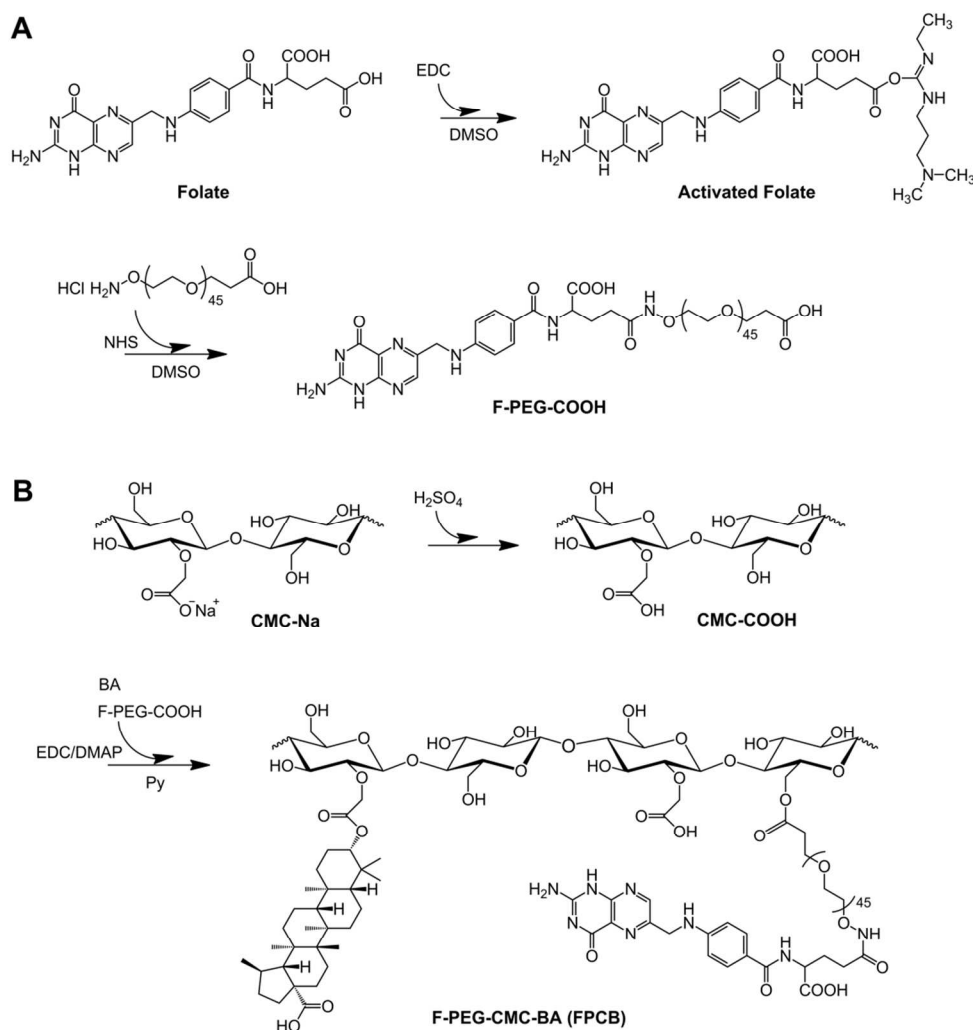 A
Folate
EDC
DMSO
Activated Folate
HCl H₂N O O 45 O OH
NHS
DMSO
F-PEG-COOH
B
CMC-Na
H₂SO₄
CMC-COOH
BA
F-PEG-COOH
EDC/DMAP
Py
F-PEG-CMC-BA (FPCB)